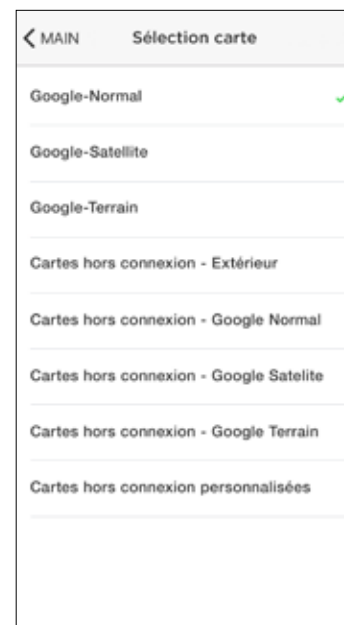 MAIN Sélection carte
Google-Normal
Google-Satellite
Google-Terrain
Cartes hors connexion - Extérieur
Cartes hors connexion - Google Normal
Cartes hors connexion - Google Satelite
Cartes hors connexion - Google Terrain
Cartes hors connexion personnalisées